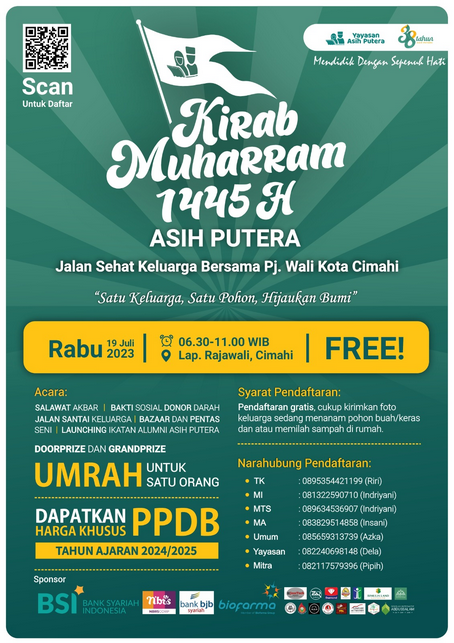 Scan
Untuk Daftar
Yayasan
Asih Putera
38 tahun
Mendidik Dengan Sepenuh Hati
Kirab
Muharram
1445 H
ASIH PUTERA
Jalan Sehat Keluarga Bersama Pj. Wali Kota Cimahi
“Satu Keluarga, Satu Pohon, Hijaukan Bumi”
Rabu 19 Juli 2023
06.30-11.00 WIB
Lap. Rajawali, Cimahi
FREE!
Acara:
SALAWAT AKBAR | BAKTI SOSIAL DONOR DARAH
JALAN SANTAI KELUARGA | BAZAAR DAN PENTAS
SENI | LAUNCHING IKATAN ALUMNI ASIH PUTERA
DOORPRIZE DAN GRANDPRIZE
UMRAH UNTUK SATU ORANG
DAPATKAN HARGA KHUSUS PPDB
TAHUN AJARAN 2024/2025
Syarat Pendaftaran:
Pendaftaran gratis, cukup kirimkan foto
keluarga sedang menanam pohon buah/keras
dan atau memilah sampah di rumah.
Narahubung Pendaftaran:
• TK : 0895354421199 (Riri)
• MI : 081322590710 (Indriyani)
• MTS : 089634536907 (Indriyani)
• MA : 083829514858 (Insani)
• Umum : 085659313739 (Azka)
• Yayasan : 082240698148 (Dela)
• Mitra : 082117579396 (Pipih)
Sponsor
BSI BANK SYARIAH INDONESIA
Tibi's
bank bjb syariah
biofarma